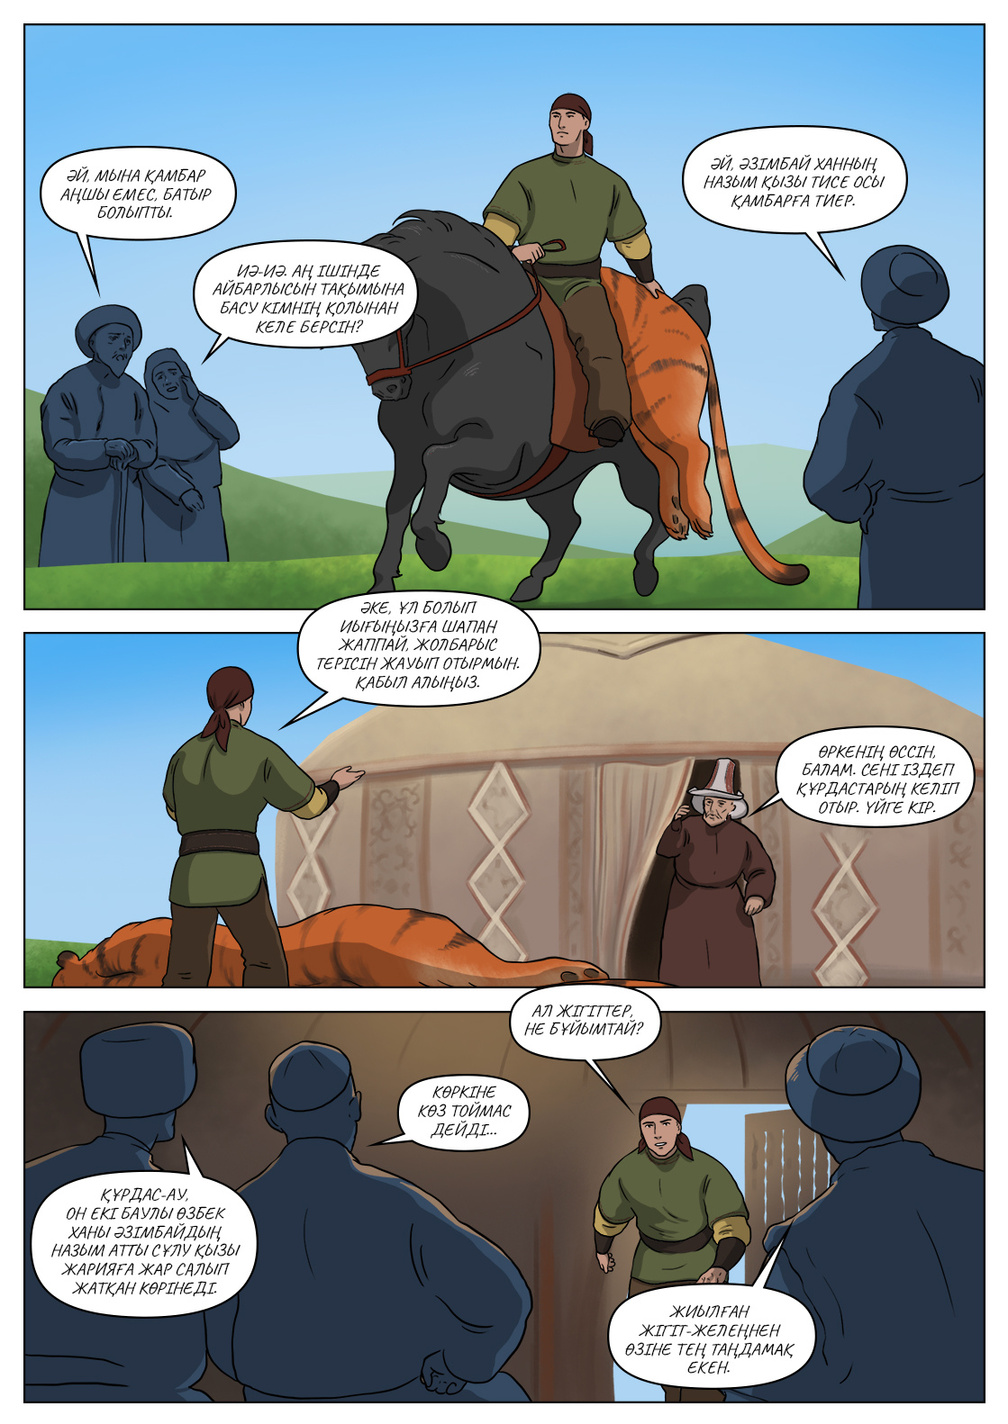 ӘЙ, МЫНА ҚАМБАР
АҢШЫ ЕМЕС, БАТЫР
БОЛЫПТЫ.
ИӘ-ИӘ. АҢ ІШІНДЕ
АЙБАРЛЫСЫН ТАҚЫМЫНА
БАСУ КІМНІҢ ҚОЛЫНАН
КЕЛЕ БЕРСІН?
ӘЙ, ӘЗІМБАЙ ХАННЫҢ
НАЗЫМ ҚЫЗЫ ТИСЕ ОСЫ
ҚАМБАРҒА ТИЕР.
ӘКЕ, ҰЛ БОЛЫП
ИЫҒЫҢЫЗҒА ШАПАН
ЖАППАЙ, ЖОЛБАРЫС
ТЕРІСІН ЖАУЫП ОТЫРМЫН.
ҚАБЫЛ АЛЫҢЫЗ.
ӨРКЕНІҢ ӨССІН,
БАЛАМ. СЕНІ ІЗДЕП
ҚҰРДАСТАРЫҢ КЕЛІП
ОТЫР. ҮЙГЕ КІР.
АЛ ЖІГІТТЕР,
НЕ БҰЙЫМТАЙ?
ҚҰРДАС-АУ,
ОН ЕКІ БАУЛЫ ӨЗБЕК
ХАНЫ ӘЗІМБАЙДЫҢ
НАЗЫМ АТТЫ СҰЛУ ҚЫЗЫ
ЖАРИЯҒА ЖАР САЛЫП
ЖАТҚАН КӨРІНЕДІ.
КӨРКІНЕ
КӨЗ ТОЙМАС
ДЕЙДІ...
ЖИЫЛҒАН
ЖІГІТ-ЖЕЛЕҢНЕН
ӨЗІНЕ ТЕҢ ТАҢДАМАҚ
ЕКЕН.